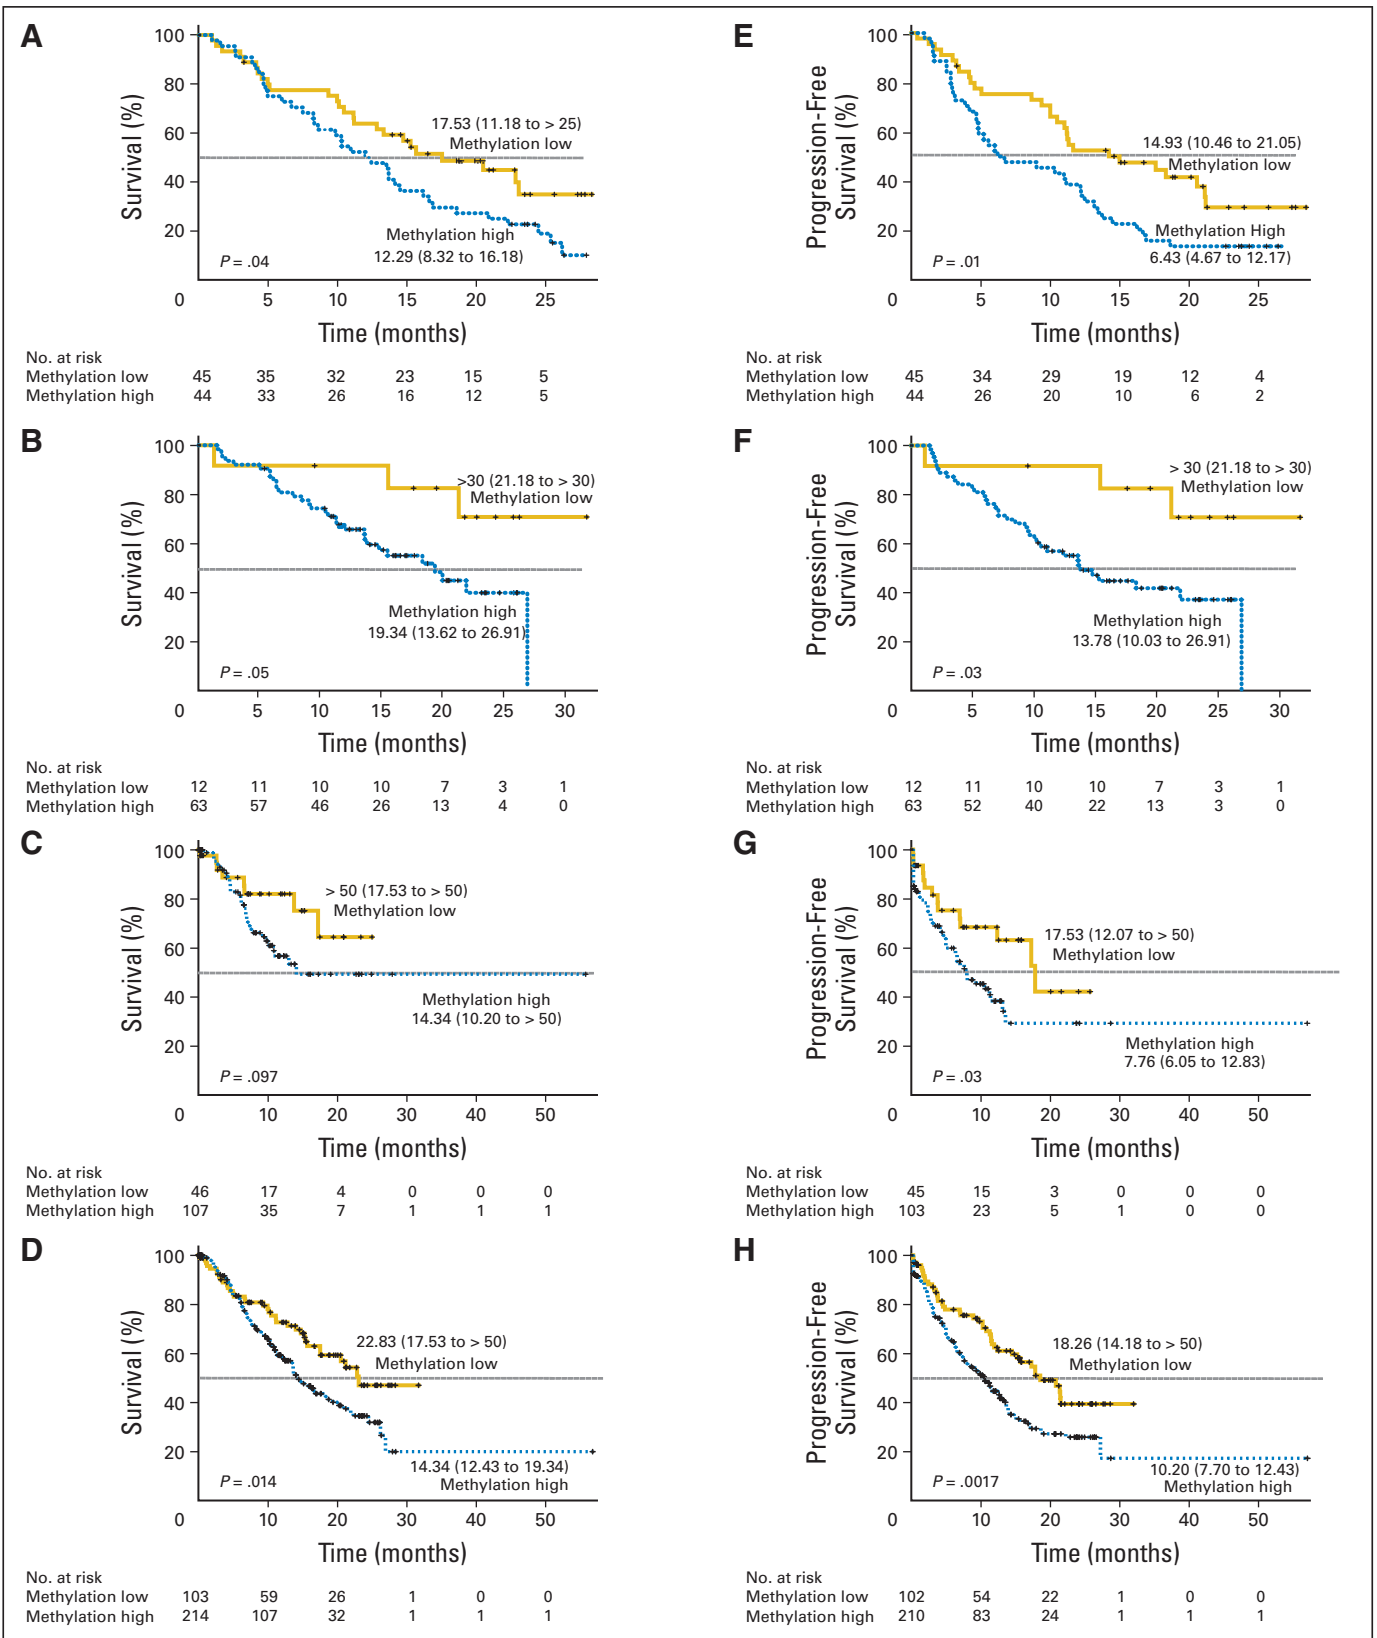 A
100
80
60
40
20
0
Survival (%)
17.53 (11.18 to > 25)
Methylation low
Methylation high
12.29 (8.32 to 16.18)
P = .04
5 10 15 20 25
Time (months)
No. at risk
Methylation low 45 35 32 23 15 5
Methylation high 44 33 26 16 12 5
E
100
80
60
40
20
0
Progression-Free
Survival (%)
14.93 (10.46 to 21.05)
Methylation low
Methylation High
6.43 (4.67 to 12.17)
P = .01
5 10 15 20 25
Time (months)
No. at risk
Methylation low 45 34 29 19 12 4
Methylation high 44 26 20 10 6 2
B
100
80
60
40
20
0
Survival (%)
>30 (21.18 to > 30)
Methylation low
Methylation high
19.34 (13.62 to 26.91)
P = .05
5 10 15 20 25 30
Time (months)
No. at risk
Methylation low 12 11 10 10 7 3 1
Methylation high 63 57 46 26 13 4 0
F
100
80
60
40
20
0
Progression-Free
Survival (%)
> 30 (21.18 to > 30)
Methylation low
Methylation high
13.78 (10.03 to 26.91)
P = .03
5 10 15 20 25 30
Time (months)
No. at risk
Methylation low 12 11 10 10 7 3 1
Methylation high 63 52 40 22 13 3 0
C
100
80
60
40
20
0
Survival (%)
> 50 (17.53 to > 50)
Methylation low
Methylation high
14.34 (10.20 to > 50)
P = .097
10 20 30 40 50
Time (months)
No. at risk
Methylation low 46 17 4 0 0 0
Methylation high 107 35 7 1 1 1
G
100
80
60
40
20
0
Progression-Free
Survival (%)
17.53 (12.07 to > 50)
Methylation low
Methylation high
7.76 (6.05 to 12.83)
P = .03
10 20 30 40 50
Time (months)
No. at risk
Methylation low 45 15 3 0 0 0
Methylation high 103 23 5 1 0 0
D
100
80
60
40
20
0
Survival (%)
22.83 (17.53 to > 50)
Methylation low
14.34 (12.43 to 19.34)
Methylation high
P = .014
10 20 30 40 50
Time (months)
No. at risk
Methylation low 103 59 26 1 0 0
Methylation high 214 107 32 1 1 1
H
100
80
60
40
20
0
Progression-Free
Survival (%)
18.26 (14.18 to > 50)
Methylation low
10.20 (7.70 to 12.43)
Methylation high
P = .0017
10 20 30 40 50
Time (months)
No. at risk
Methylation low 102 54 22 1 0 0
Methylation high 210 83 24 1 1 1